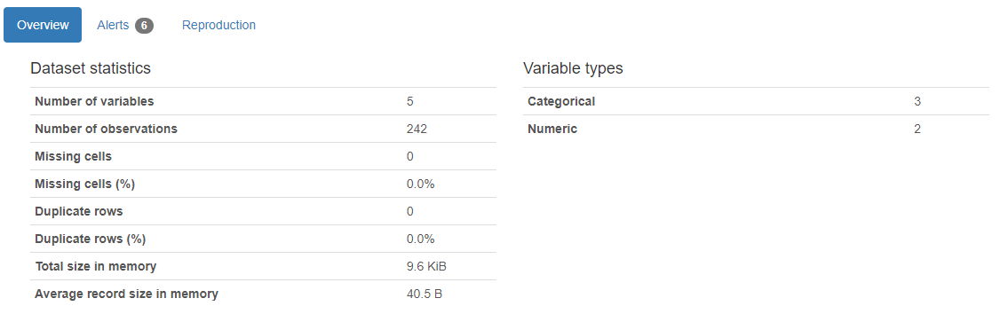 Overview Alerts 6 Reproduction
Dataset statistics
Number of variables 5
Number of observations 242
Missing cells 0
Missing cells (%) 0.0%
Duplicate rows 0
Duplicate rows (%) 0.0%
Total size in memory 9.6 KiB
Average record size in memory 40.5 B
Variable types
Categorical 3
Numeric 2